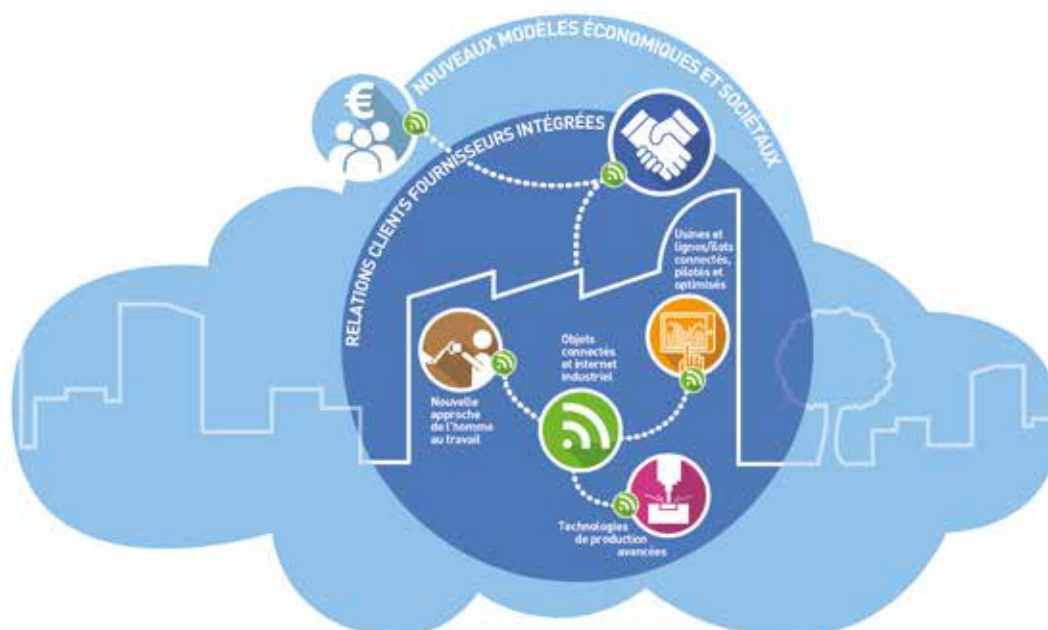 NOUVEAUX MODÈLES ÉCONOMIQUES ET SOCIÉTAUX
€
RELATIONS CLIENTS FOURNISSEURS INTÉGRÉES
Usines et
lignes/îlots
connectés,
pilotés et
optimisés
Objets
connectés
et internet
industriel
Nouvelle
approche
de l'homme
au travail
Technologies
de production
avancées